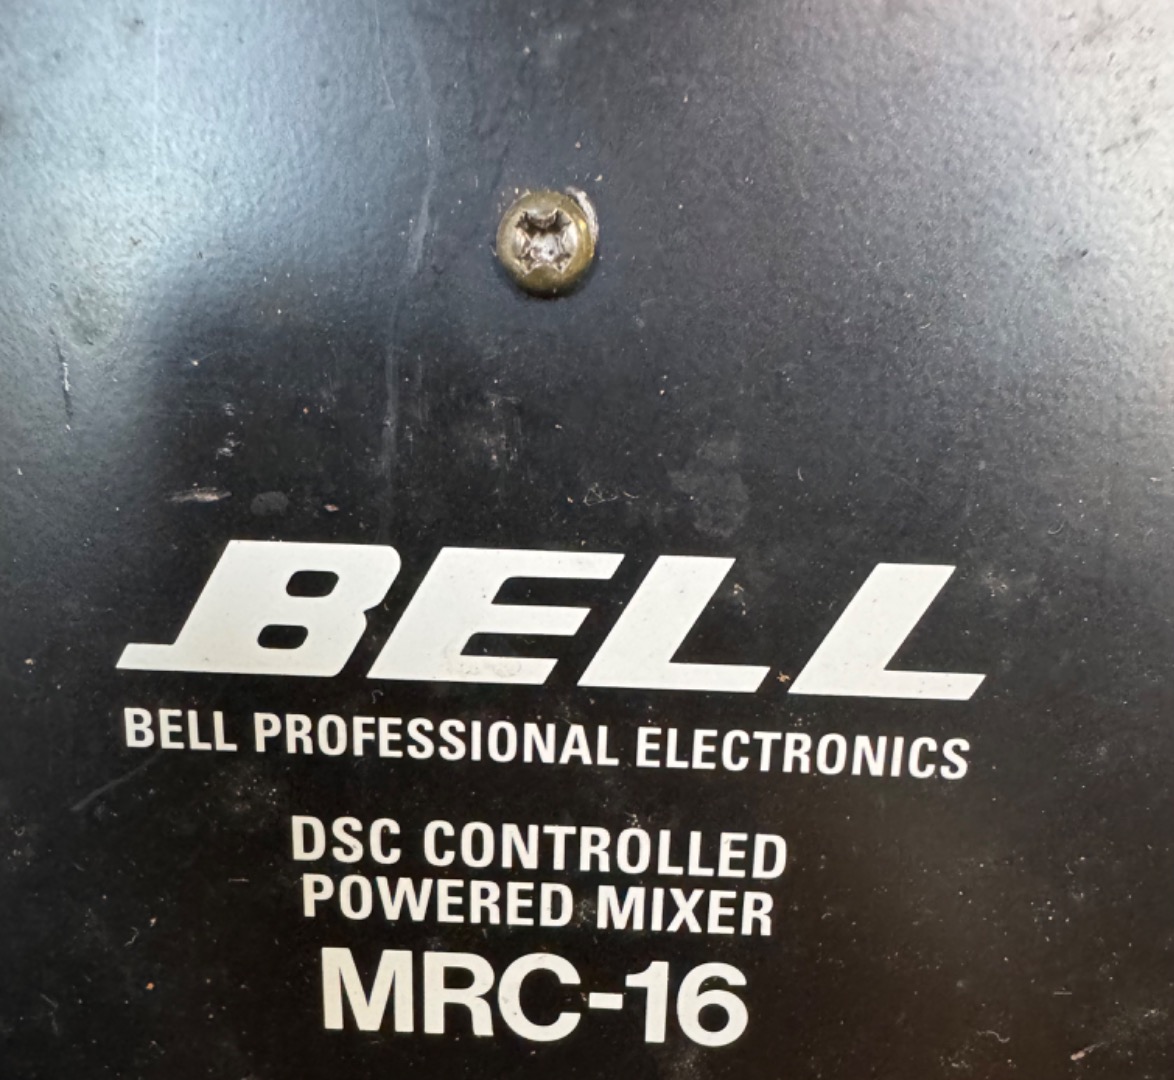 BELL
BELL PROFESSIONAL ELECTRONICS
DSC CONTROLLED
POWERED MIXER
MRC-16